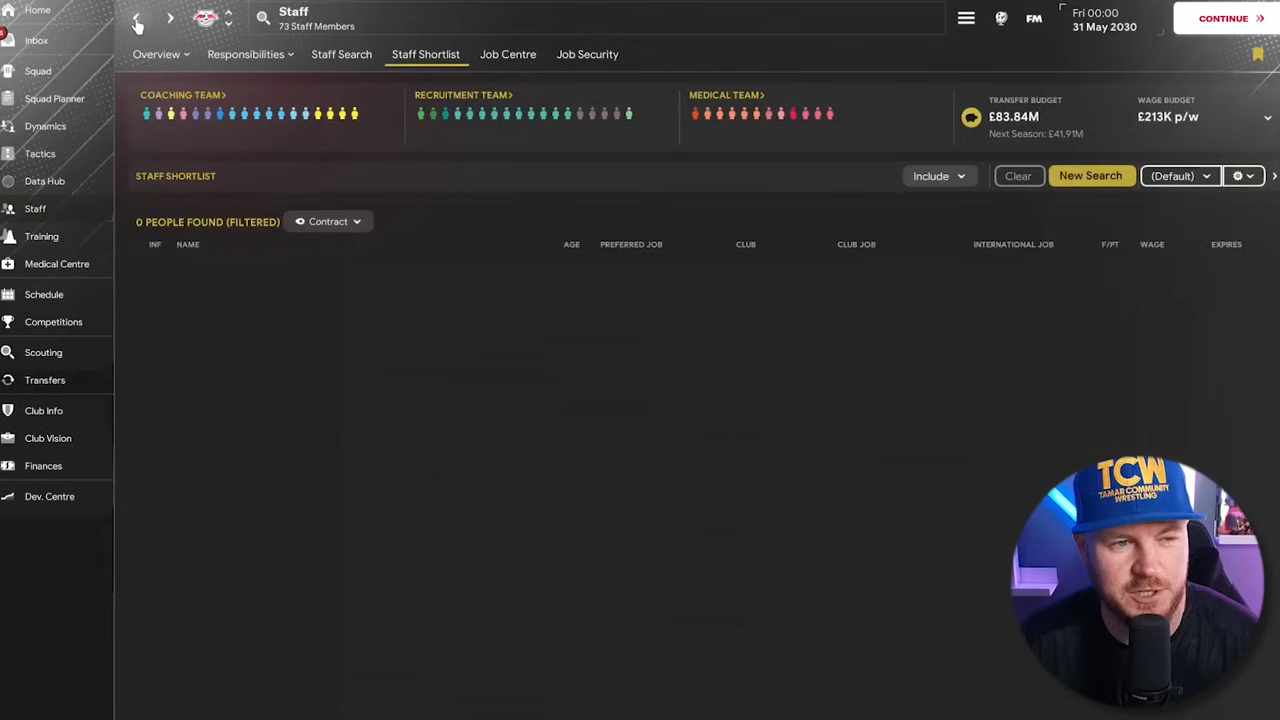 Home
Inbox
Squad
Squad Planner
Dynamics
Tactics
Data Hub
Staff
Training
Medical Centre
Schedule
Competitions
Scouting
Transfers
Club Info
Club Vision
Finances
Dev. Centre
Staff
73 Staff Members
FM
Fri 00:00
31 May 2030
CONTINUE
Overview
Responsibilities
Staff Search
Staff Shortlist
Job Centre
Job Security
COACHING TEAM>
RECRUITMENT TEAM>
MEDICAL TEAM>
TRANSFER BUDGET
£83.84M
Next Season: £41.91M
WAGE BUDGET
£213K p/w
STAFF SHORTLIST
Include
Clear
New Search
(Default)
0 PEOPLE FOUND (FILTERED)
Contract
INF NAME AGE PREFERRED JOB CLUB CLUB JOB INTERNATIONAL JOB F/PT WAGE EXPIRES
TCW
TAMAR COMMUNITY
WRESTLING